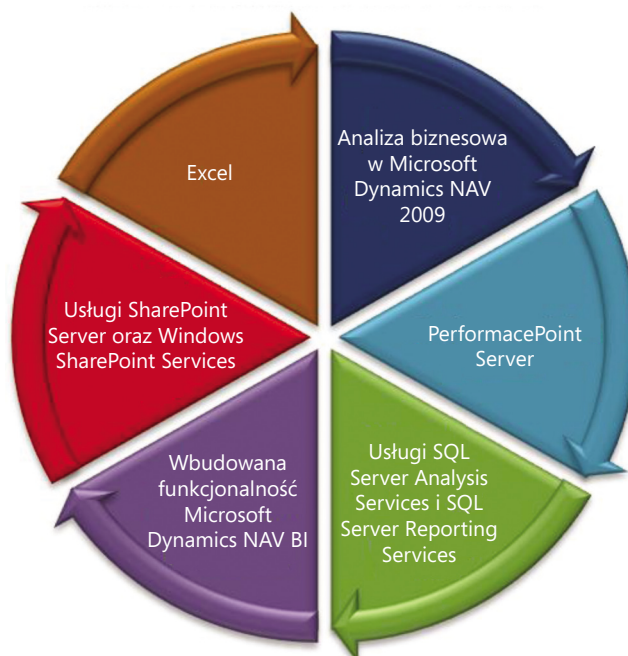 Analiza biznesowa
w Microsoft
Dynamics NAV
2009
PerformacePoint
Server
Usługi SQL
Server Analysis
Services i SQL
Server Reporting
Services
Wbudowana
funkcjonalność
Microsoft
Dynamics NAV BI
Usługi SharePoint
Server oraz Windows
SharePoint Services
Excel